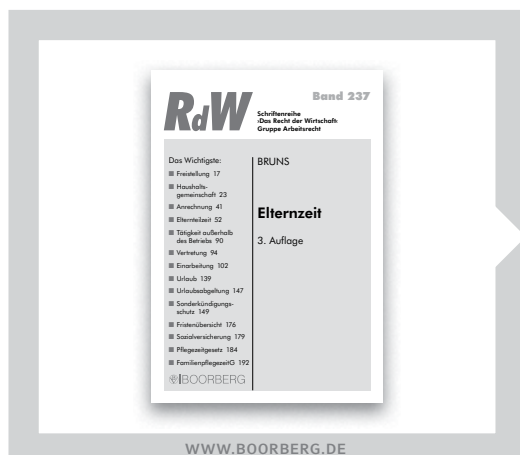 RdW
Band 237
Schriftenreihe
›Das Recht der Wirtschaft‹
Gruppe Arbeitsrecht
Das Wichtigste:
■ Freistellung 17
■ Haushalts-
gemeinschaft 23
■ Anrechnung 41
■ Elternteilzeit 52
■ Tätigkeit außerhalb
des Betriebs 90
■ Vertretung 94
■ Einarbeitung 102
■ Urlaub 139
■ Urlaubsabgeltung 147
■ Sonderkündigungs-
schutz 149
■ Fristenübersicht 176
■ Sozialversicherung 179
■ Pflegezeitgesetz 184
■ FamilienpflegezeitG 192
BOORBERG
BRUNS
Elternzeit
3. Auflage
WWW.BOORBERG.DE